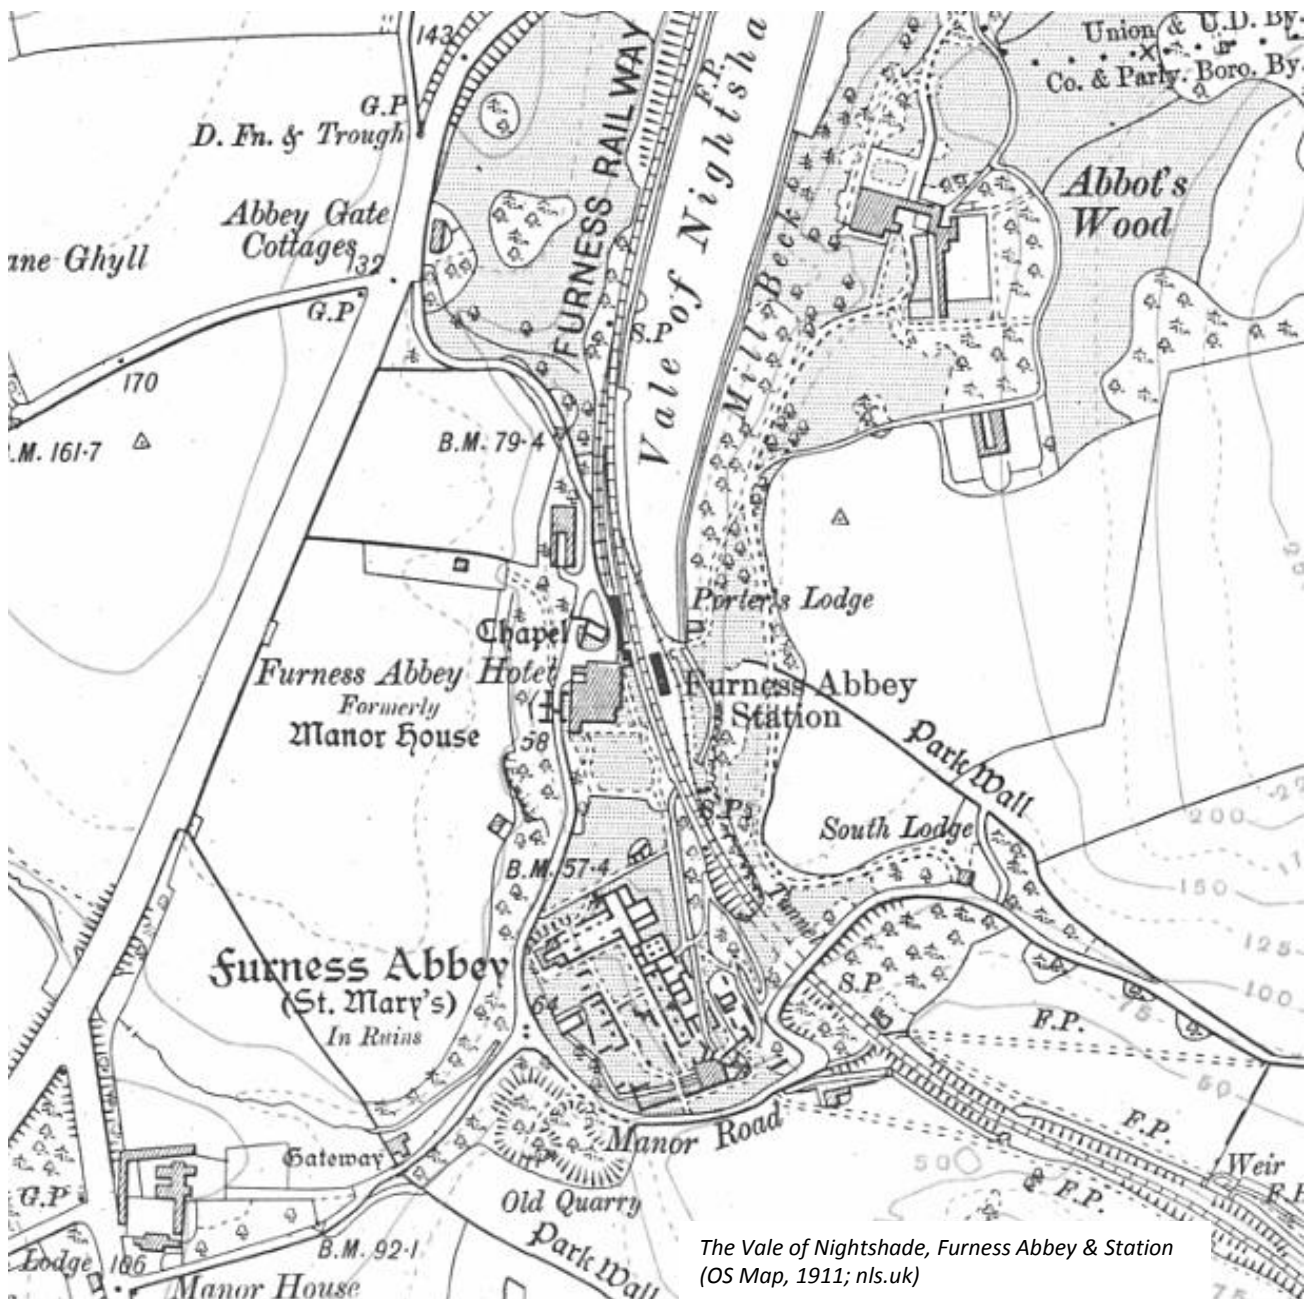 143
Union & U.D. By.
Co. & Parly. Boro. By.
G.P
D. Fn. & Trough
FURNESS RAILWAY
F.P.
Vale of Nightsha
Abbot's
Wood
Abbey Gate
Cottages
132
ane Ghyll
G.P
S.P
Mill Beck
170
B.M. 79·4
.M. 161·7
Porter's Lodge
Chapel
Furness Abbey Hotel
Formerly
Manor House
Furness Abbey
Station
58
Park Wall
S.P
South Lodge
200
B.M. 57·4
150
Tunnel
125
100
Furness Abbey
(St. Mary's)
In Ruins
64
S.P
75
F.P.
50
F.P.
Manor Road
Gateway
50
Weir
F.P.
F.P
G.P
Old Quarry
Park Wall
B.M. 92·1
Lodge
106
Manor House
75
The Vale of Nightshade, Furness Abbey & Station
(OS Map, 1911; nls.uk)